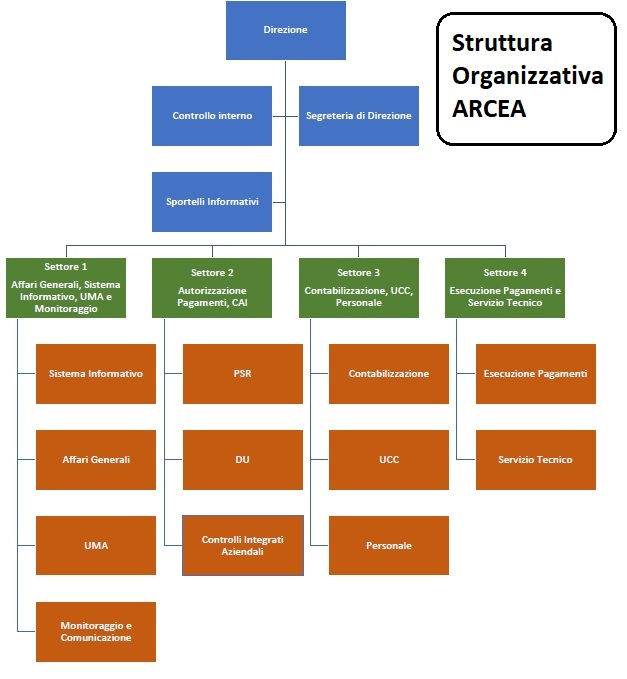 Direzione
Struttura
Organizzativa
ARCEA
Controllo interno
Segreteria di Direzione
Sportelli Informativi
Settore 1
Affari Generali, Sistema
Informativo, UMA e
Monitoraggio
Settore 2
Autorizzazione
Pagamenti, CAI
Settore 3
Contabilizzazione, UCC,
Personale
Settore 4
Esecuzione Pagamenti e
Servizio Tecnico
Sistema Informativo
PSR
Contabilizzazione
Esecuzione Pagamenti
Affari Generali
DU
UCC
Servizio Tecnico
UMA
Controlli Integrati
Aziendali
Personale
Monitoraggio e
Comunicazione